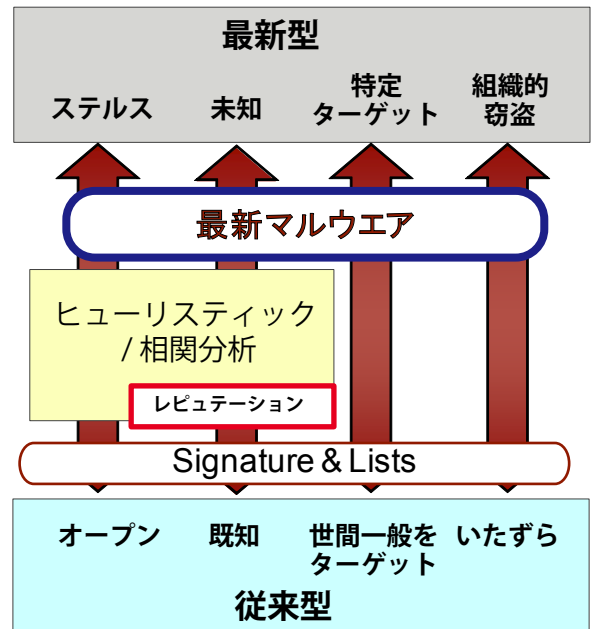 最新型
ステルス
未知
特定
ターゲット
組織的
窃盗
最新マルウエア
ヒューリスティック
/ 相関分析
レピュテーション
Signature & Lists
オープン
既知
世間一般を
ターゲット
いたずら
従来型